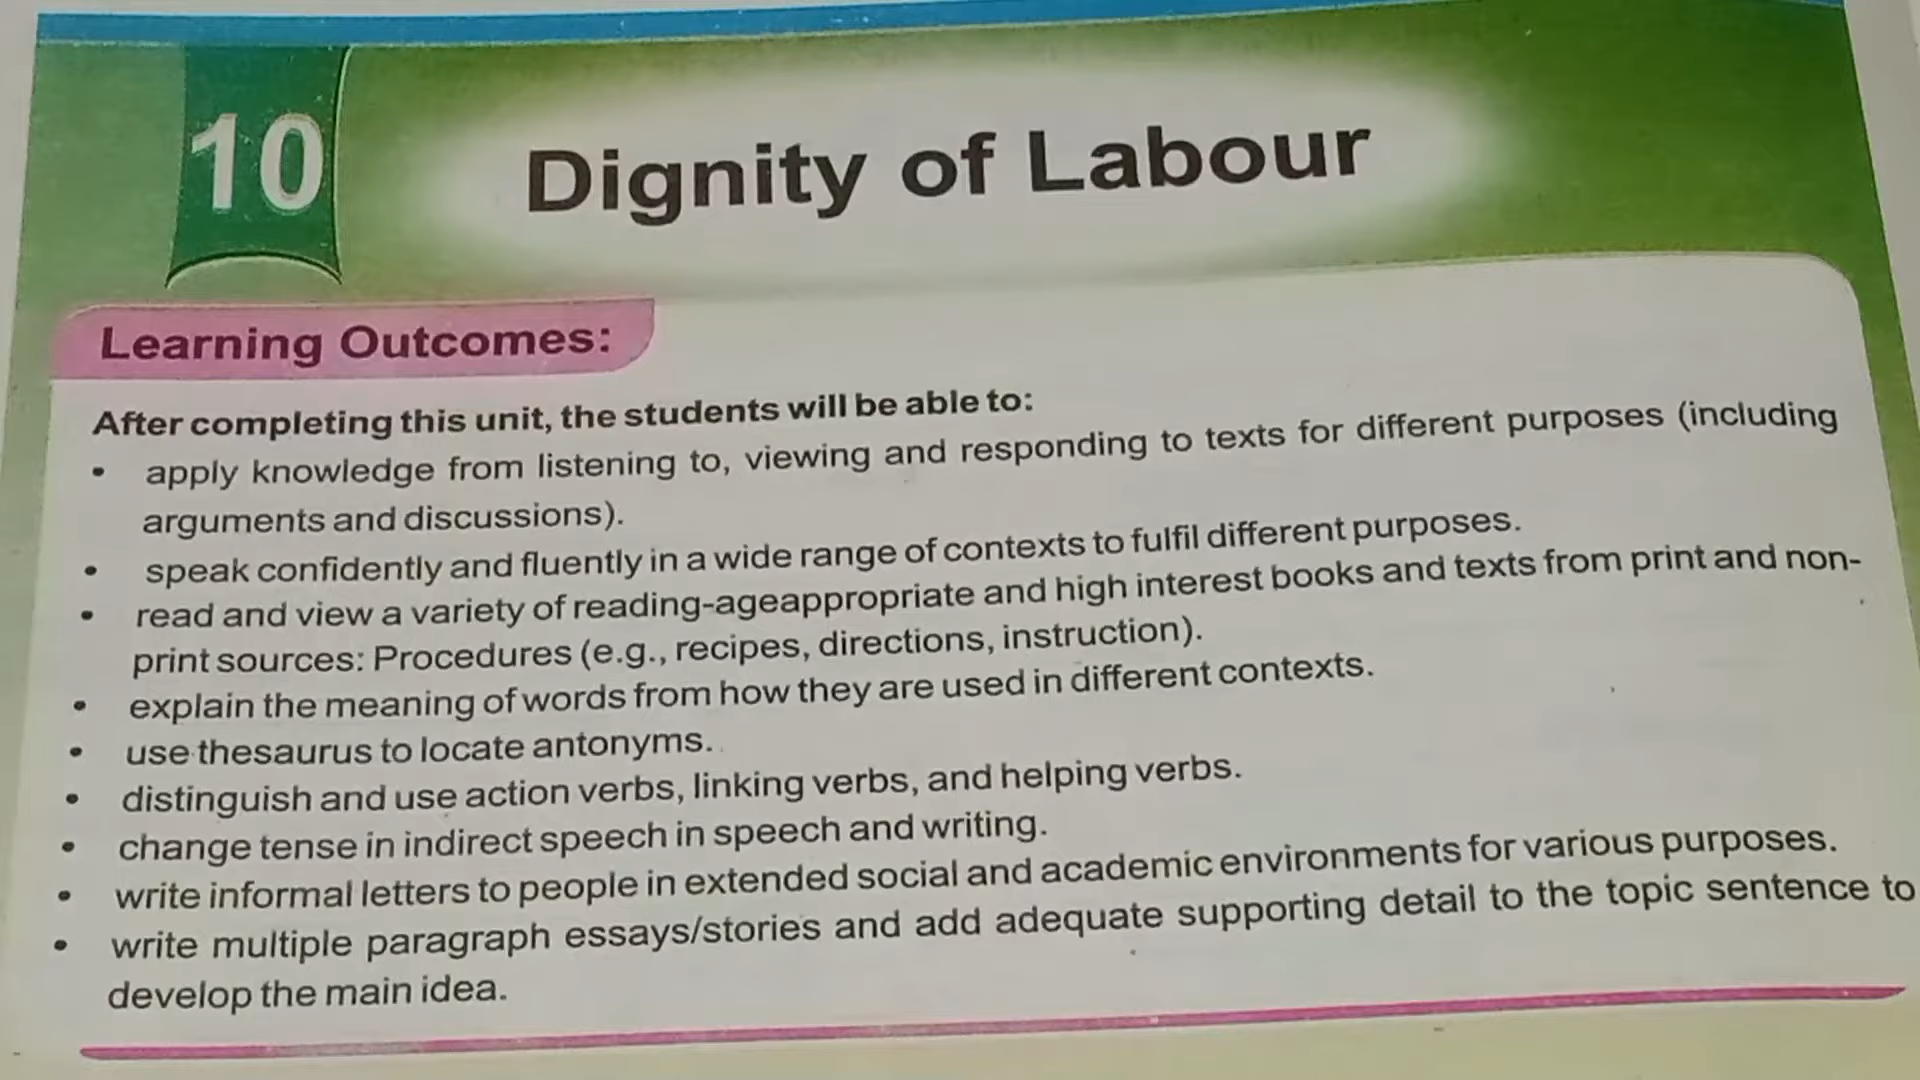 10
Dignity of Labour
Learning Outcomes:
After completing this unit, the students will be able to:
• apply knowledge from listening to, viewing and responding to texts for different purposes (including
arguments and discussions).
• speak confidently and fluently in a wide range of contexts to fulfil different purposes.
• read and view a variety of reading-ageappropriate and high interest books and texts from print and non-
print sources: Procedures (e.g., recipes, directions, instruction).
• explain the meaning of words from how they are used in different contexts.
• use thesaurus to locate antonyms.
• distinguish and use action verbs, linking verbs, and helping verbs.
• change tense in indirect speech in speech and writing.
• write informal letters to people in extended social and academic environments for various purposes.
• write multiple paragraph essays/stories and add adequate supporting detail to the topic sentence to
develop the main idea.